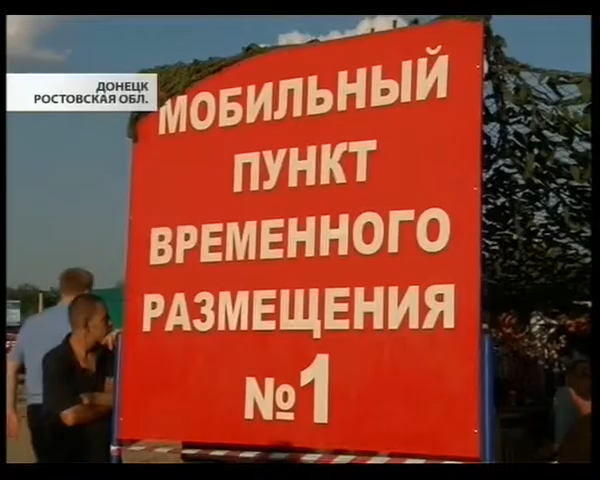 ДОНЕЦК
РОСТОВСКАЯ ОБЛ.
МОБИЛЬНЫЙ
ПУНКТ
ВРЕМЕННОГО
РАЗМЕЩЕНИЯ
№1